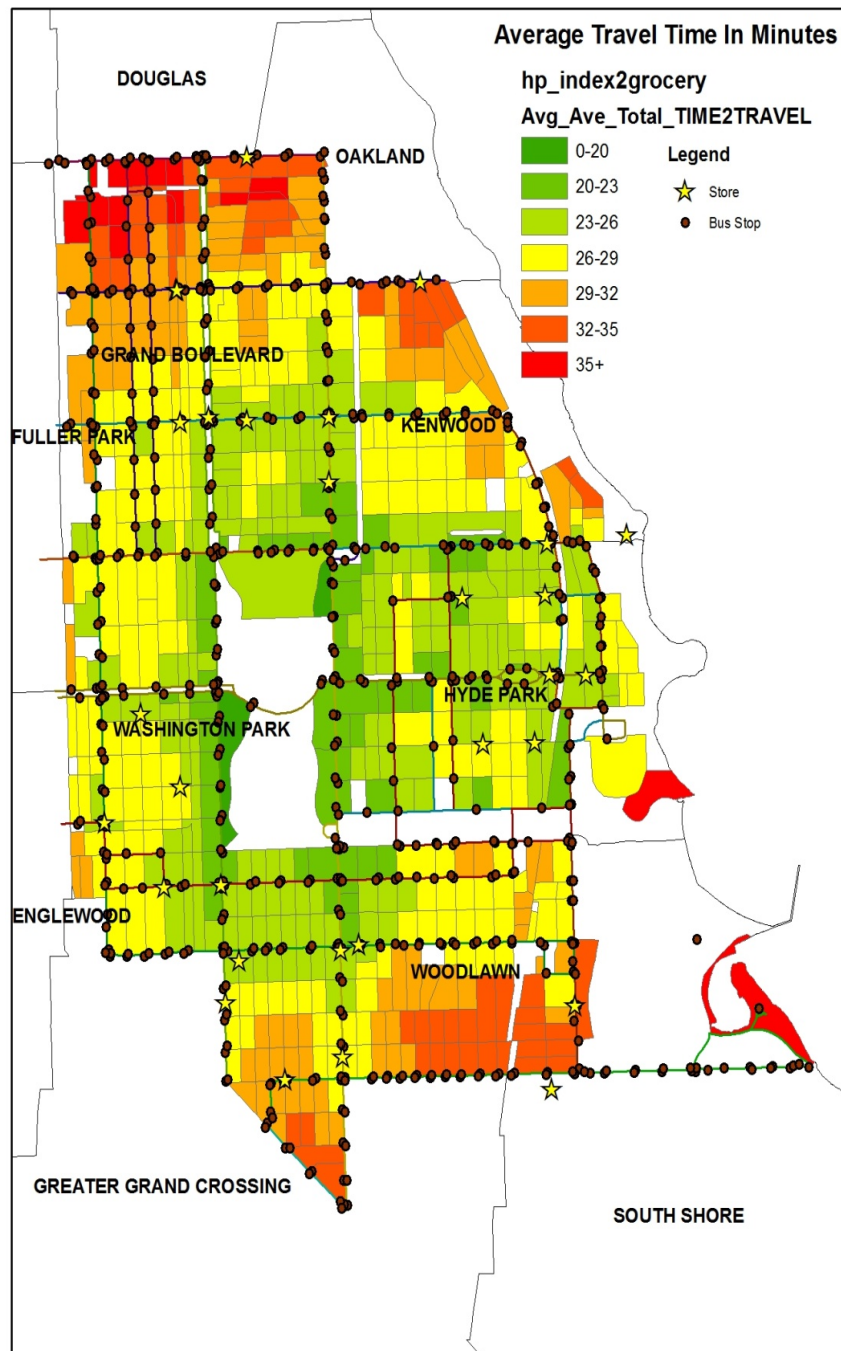 Average Travel Time In Minutes
hp_index2grocery
Avg_Ave_Total_TIME2TRAVEL
0-20
20-23
23-26
26-29
29-32
32-35
35+
Legend
Store
Bus Stop
DOUGLAS
OAKLAND
GRAND BOULEVARD
FULLER PARK
KENWOOD
HYDE PARK
WASHINGTON PARK
ENGLEWOOD
WOODLAWN
GREATER GRAND CROSSING
SOUTH SHORE